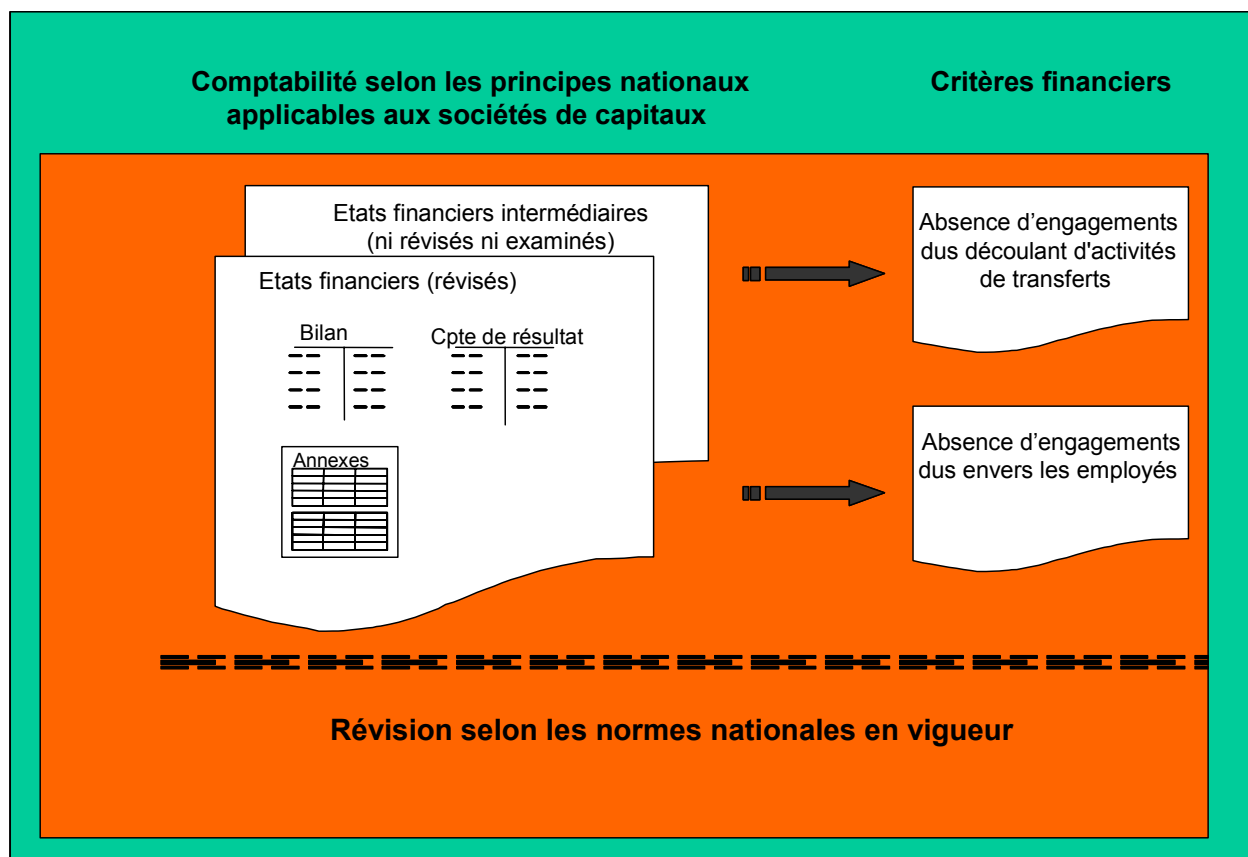 Comptabilité selon les principes nationaux
applicables aux sociétés de capitaux
Critères financiers
Etats financiers intermédiaires
(ni révisés ni examinés)
Etats financiers (révisés)
Bilan
Cpte de résultat
Annexes
Absence d’engagements
dus découlant d'activités
de transferts
Absence d’engagements
dus envers les employés
Révision selon les normes nationales en vigueur